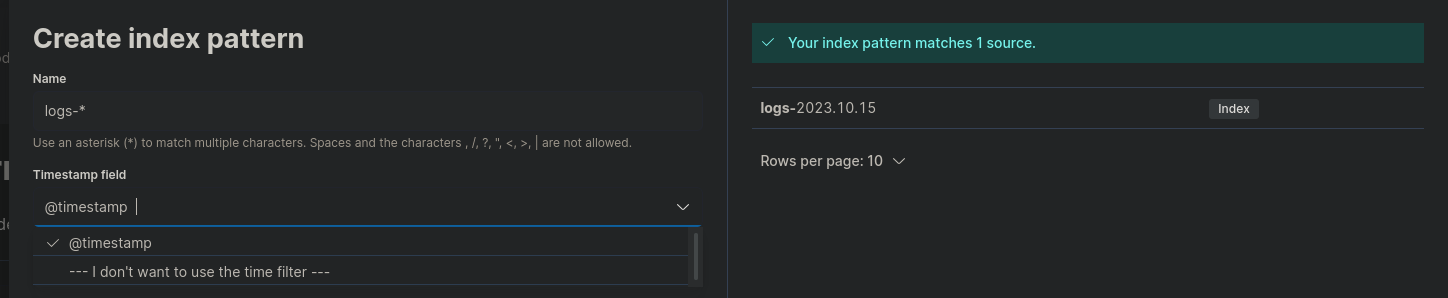 Create index pattern
Name
logs-*
Use an asterisk (*) to match multiple characters. Spaces and the characters , /, ?, ", <, >, | are not allowed.
Timestamp field
@timestamp
@timestamp
--- I don't want to use the time filter ---
Your index pattern matches 1 source.
logs-2023.10.15 Index
Rows per page: 10